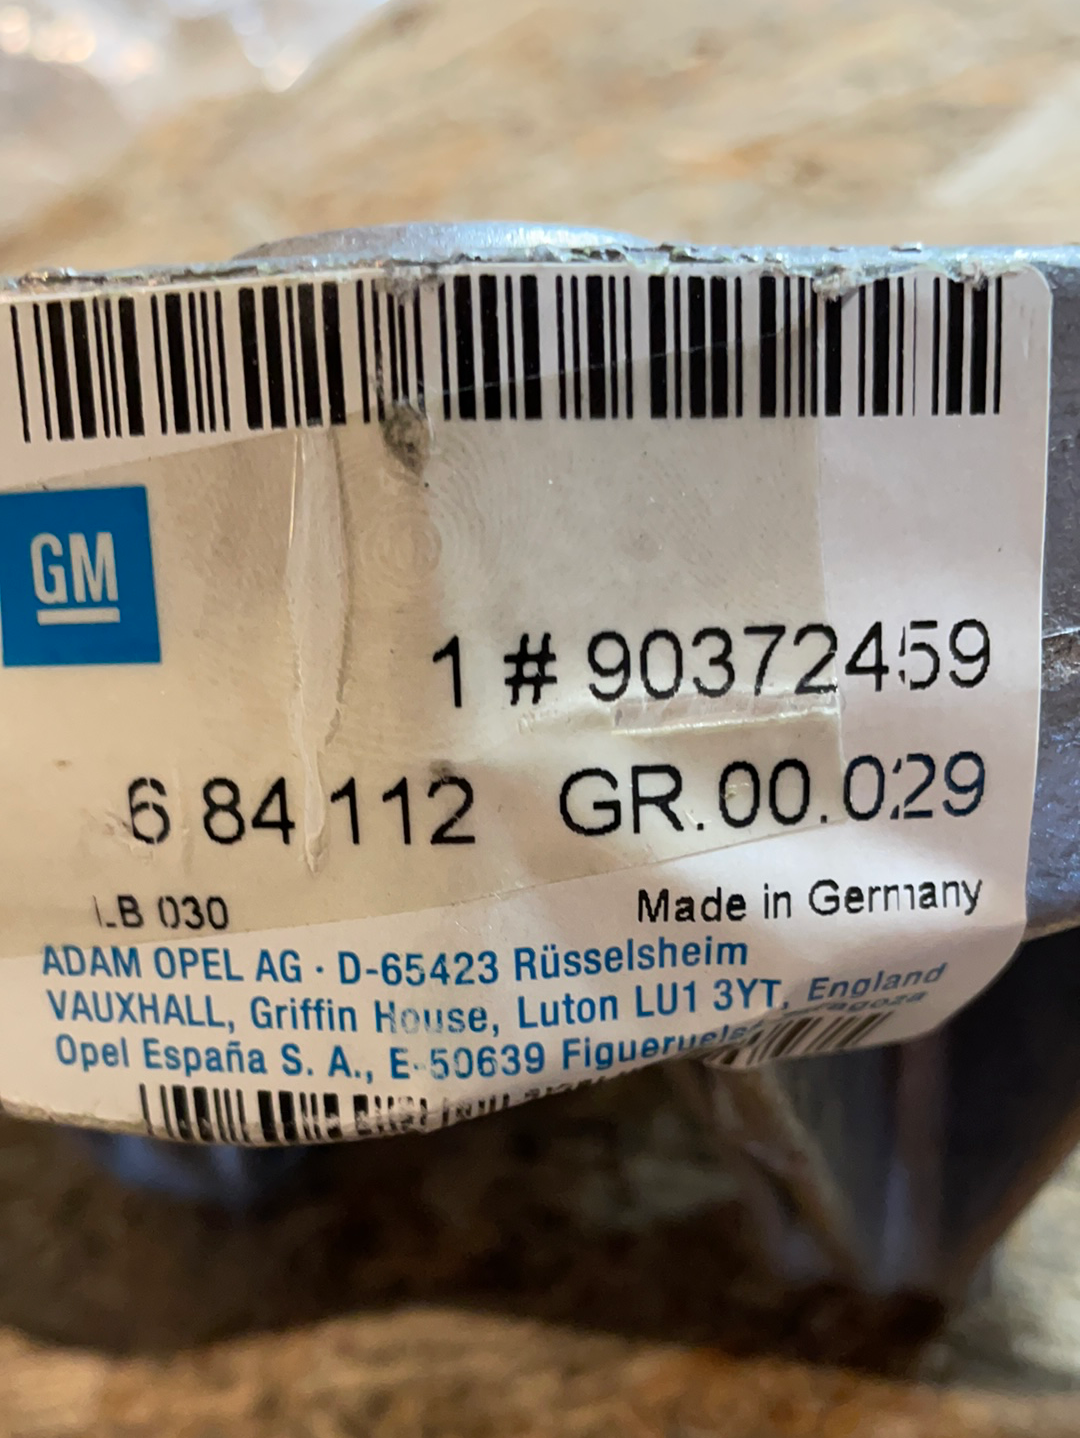 GM
1 # 90372459
6 84 112 GR.00.029
LB 030 Made in Germany
ADAM OPEL AG · D-65423 Rüsselsheim
VAUXHALL, Griffin House, Luton LU1 3YT, England
Opel España S. A., E-50639 Figueruelas